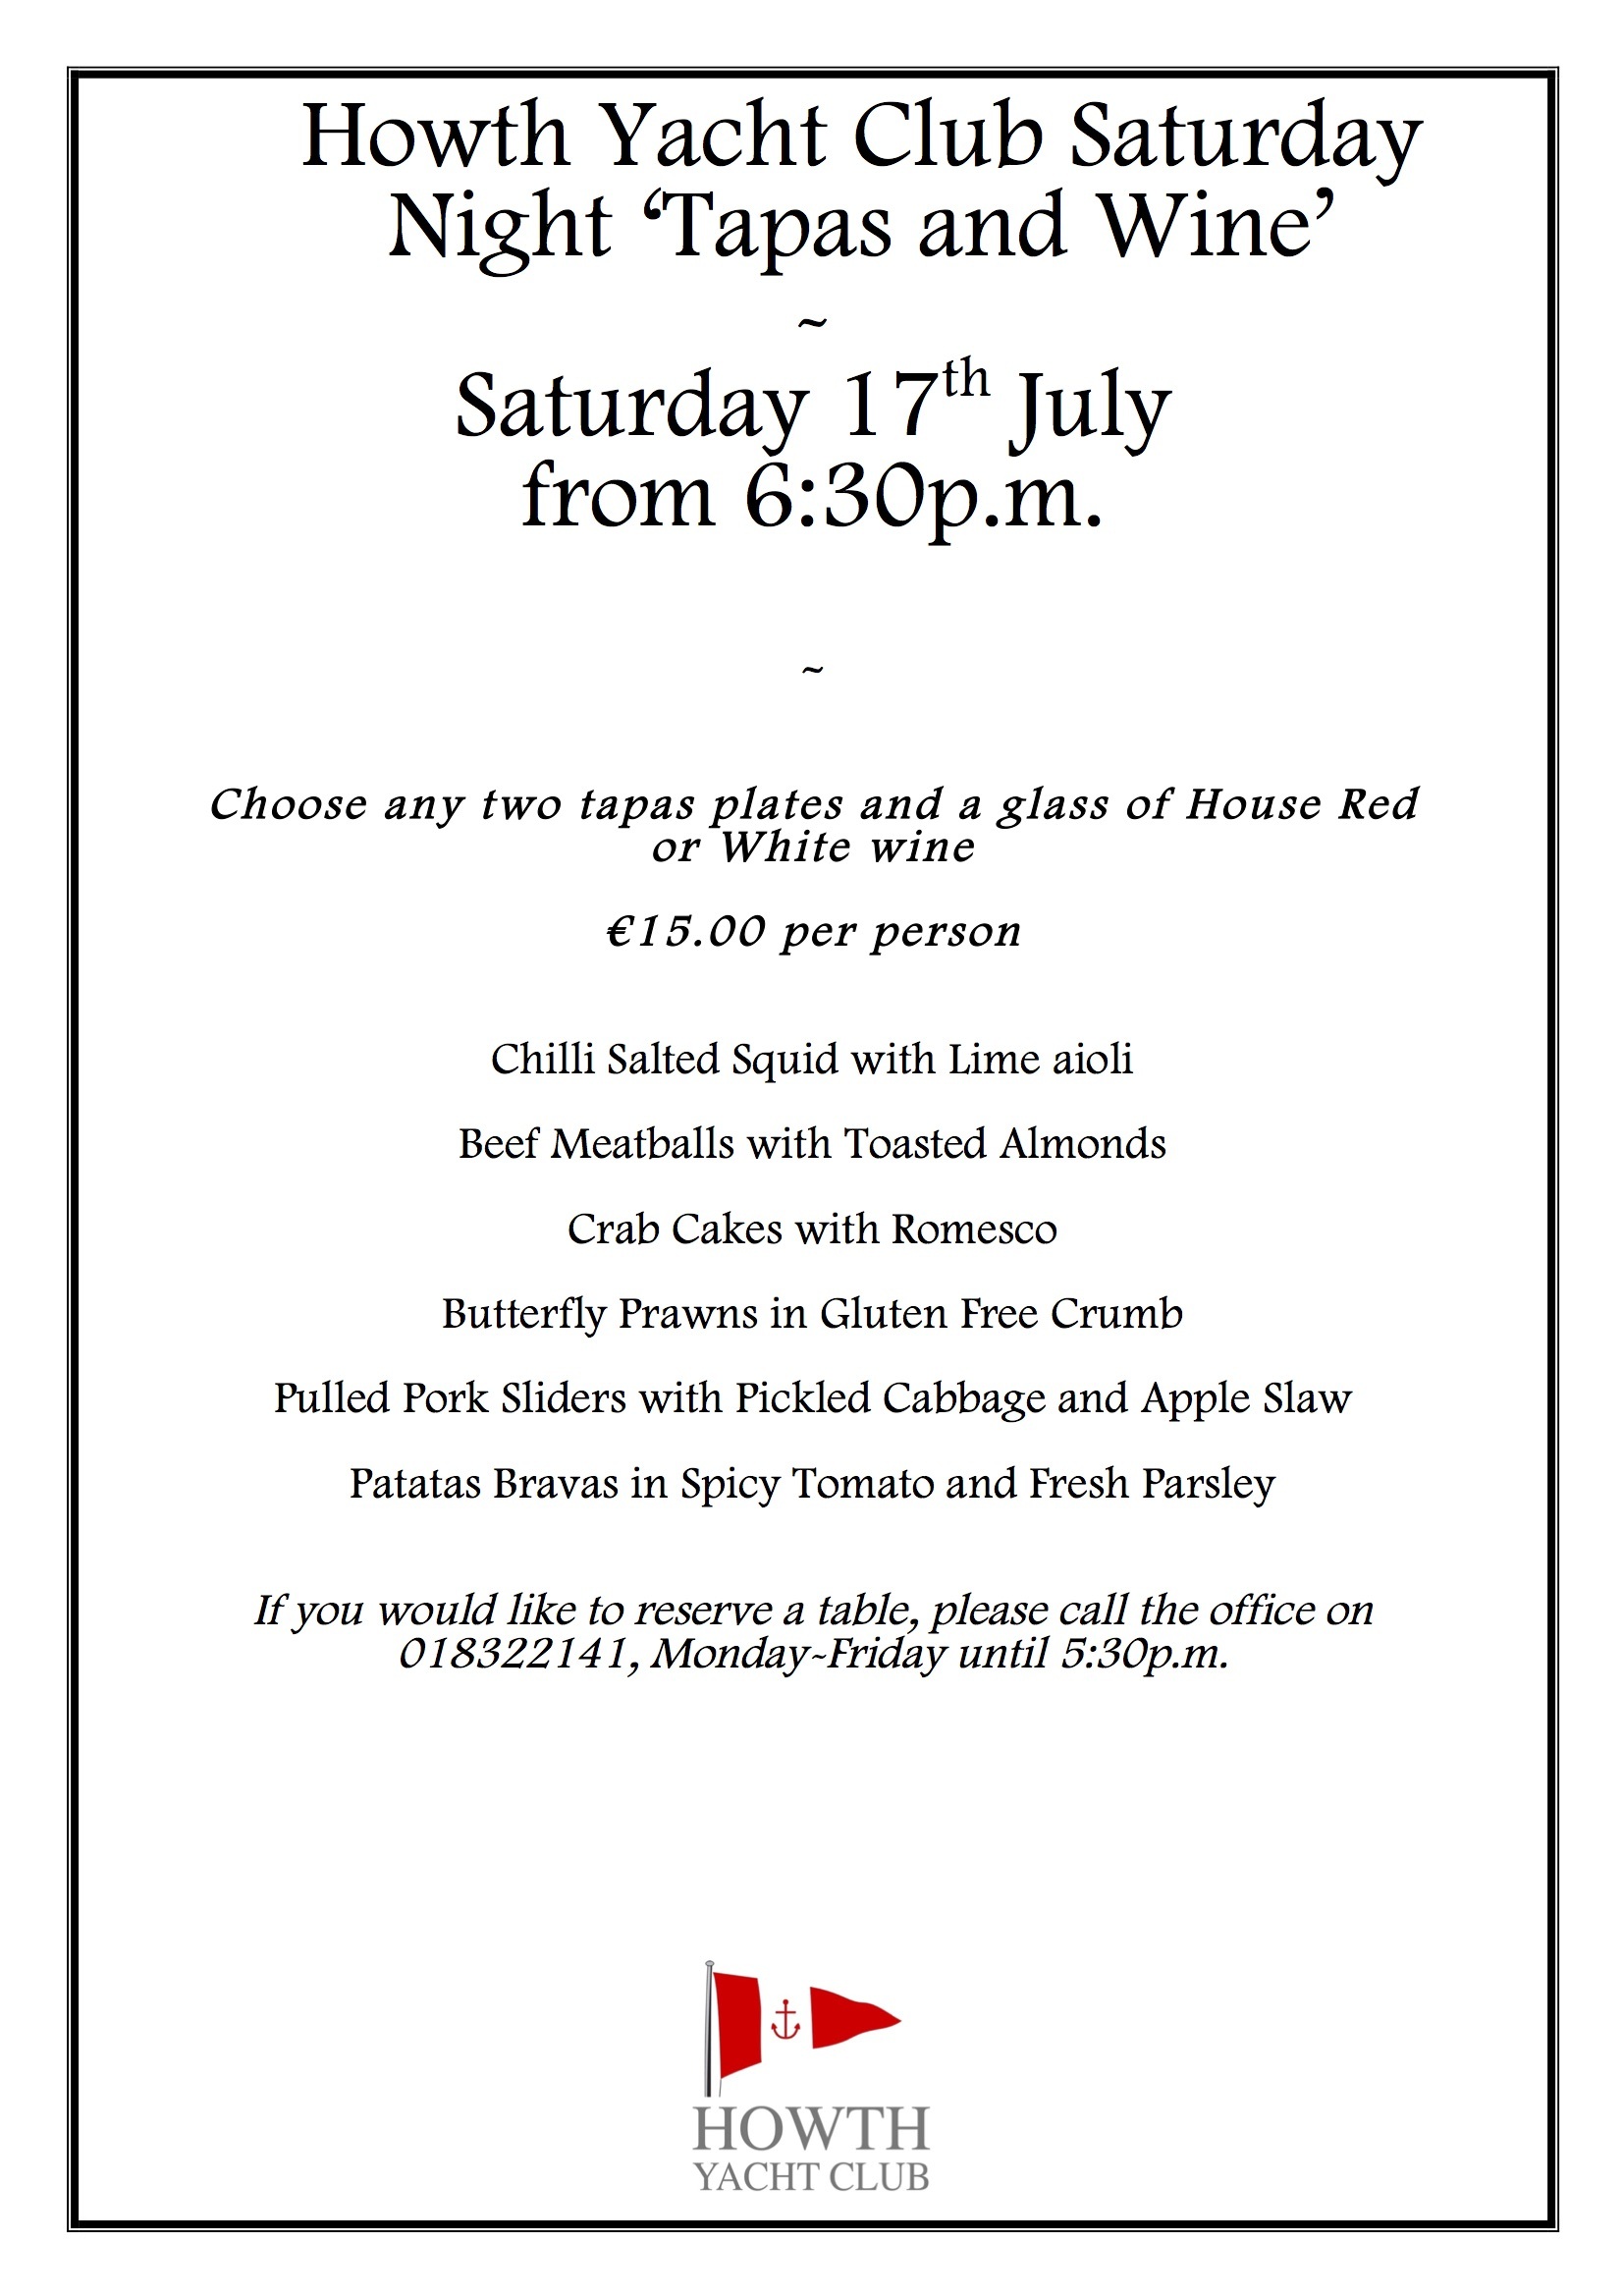 Howth Yacht Club Saturday
Night ‘Tapas and Wine’
~
Saturday 17th July
from 6:30p.m.
~
Choose any two tapas plates and a glass of House Red
or White wine
€15.00 per person
Chilli Salted Squid with Lime aioli
Beef Meatballs with Toasted Almonds
Crab Cakes with Romesco
Butterfly Prawns in Gluten Free Crumb
Pulled Pork Sliders with Pickled Cabbage and Apple Slaw
Patatas Bravas in Spicy Tomato and Fresh Parsley
If you would like to reserve a table, please call the office on
018322141, Monday-Friday until 5:30p.m.
HOWTH
YACHT CLUB